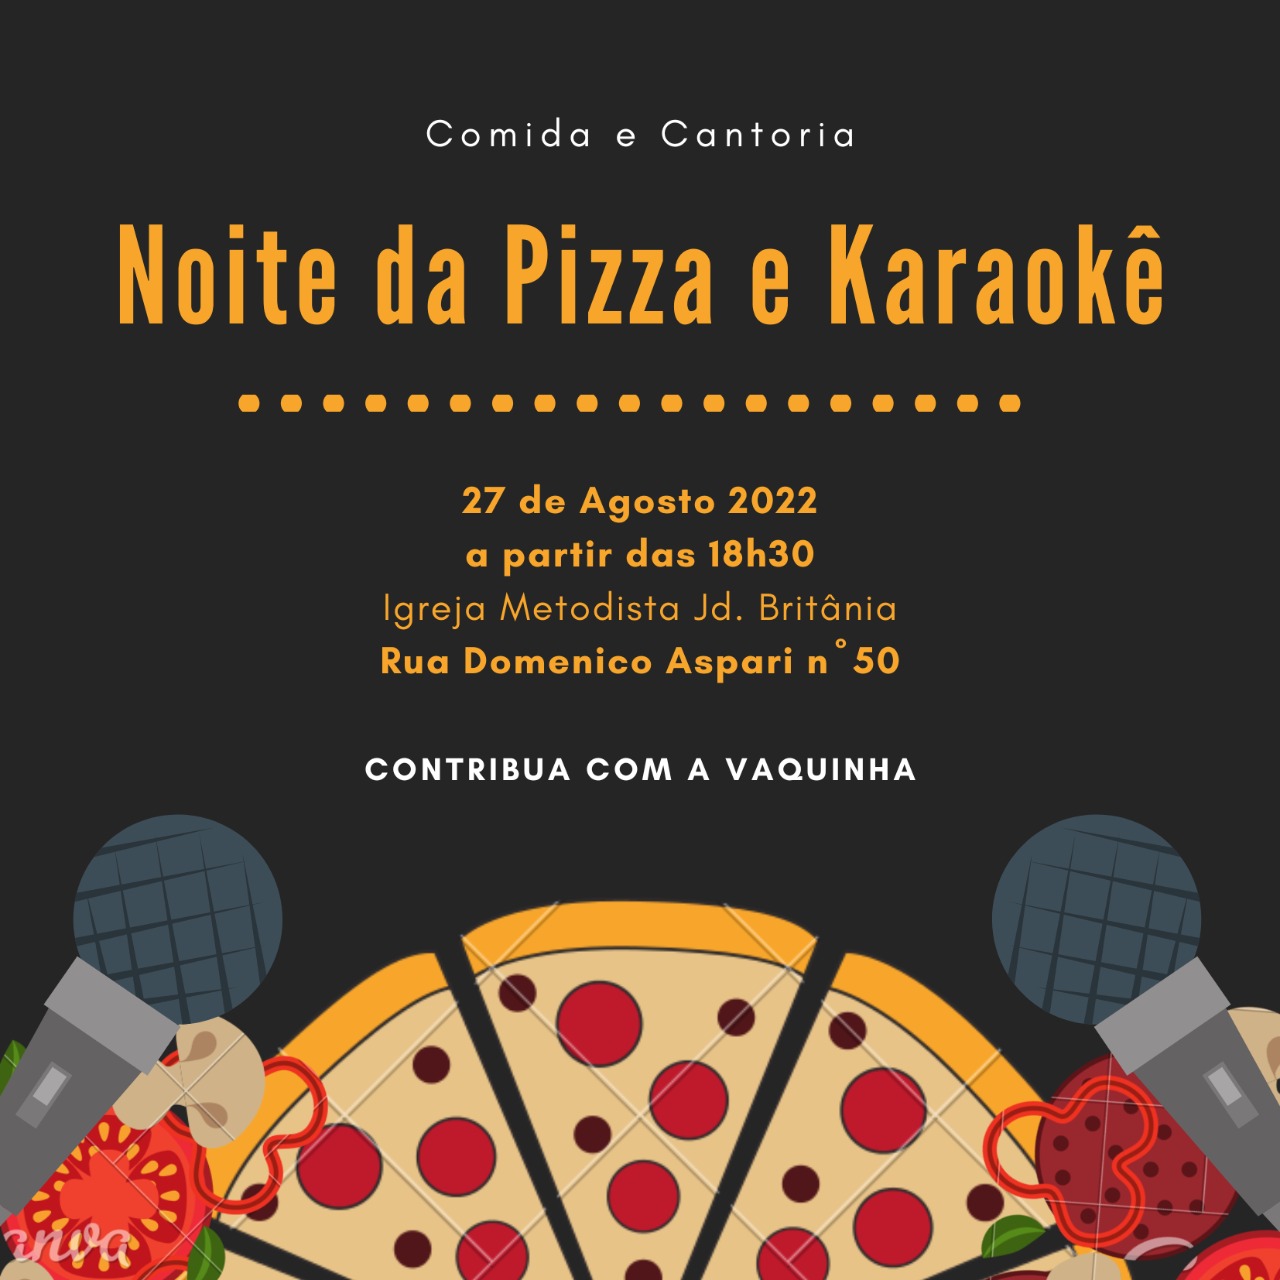 Comida e Cantoria
Noite da Pizza e Karaokê
27 de Agosto 2022
a partir das 18h30
Igreja Metodista Jd. Britânia
Rua Domenico Aspari n°50
CONTRIBUA COM A VAQUINHA
anva